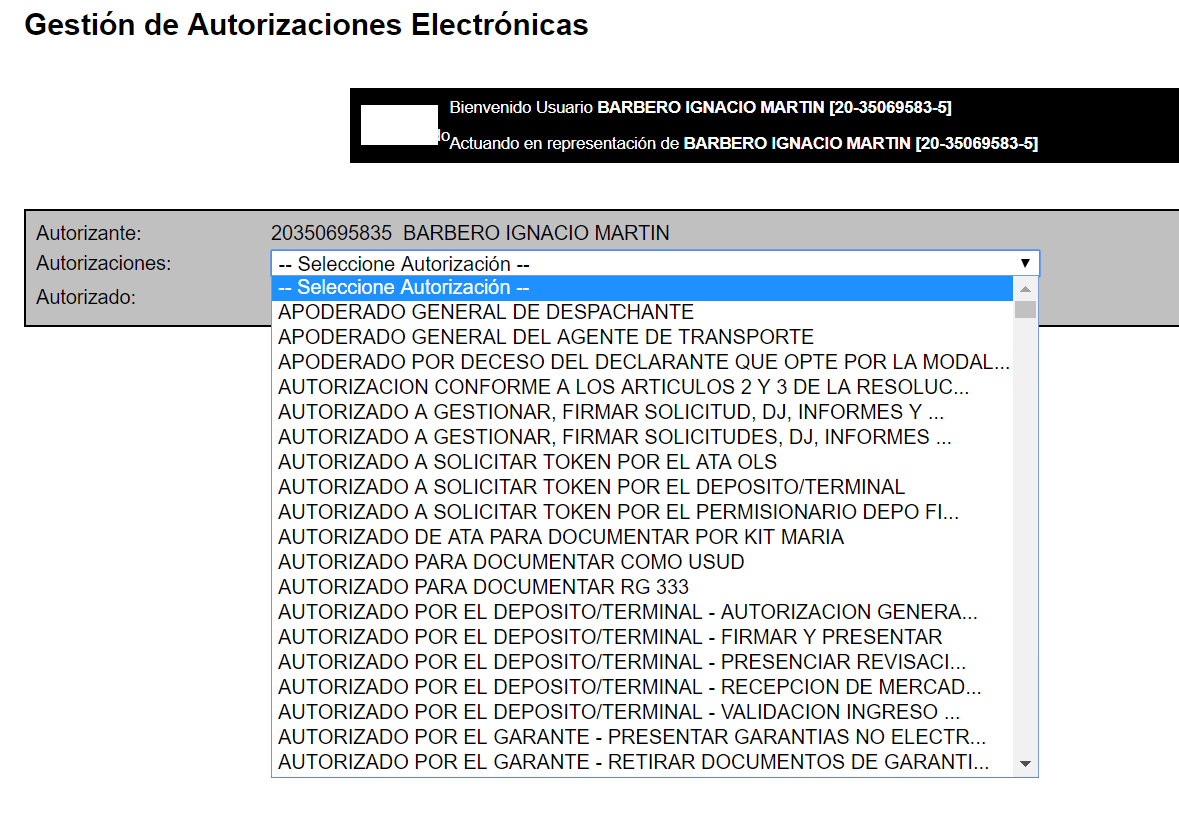 Gestión de Autorizaciones Electrónicas
Bienvenido Usuario BARBERO IGNACIO MARTIN [20-35069583-5]
Actuando en representación de BARBERO IGNACIO MARTIN [20-35069583-5]
Autorizante: 20350695835 BARBERO IGNACIO MARTIN
Autorizaciones: -- Seleccione Autorización --
Autorizado:
-- Seleccione Autorización --
APODERADO GENERAL DE DESPACHANTE
APODERADO GENERAL DEL AGENTE DE TRANSPORTE
APODERADO POR DECESO DEL DECLARANTE QUE OPTE POR LA MODAL...
AUTORIZACION CONFORME A LOS ARTICULOS 2 Y 3 DE LA RESOLUC...
AUTORIZADO A GESTIONAR, FIRMAR SOLICITUD, DJ, INFORMES Y ...
AUTORIZADO A GESTIONAR, FIRMAR SOLICITUDES, DJ, INFORMES ...
AUTORIZADO A SOLICITAR TOKEN POR EL ATA OLS
AUTORIZADO A SOLICITAR TOKEN POR EL DEPOSITO/TERMINAL
AUTORIZADO A SOLICITAR TOKEN POR EL PERMISIONARIO DEPO FI...
AUTORIZADO DE ATA PARA DOCUMENTAR POR KIT MARIA
AUTORIZADO PARA DOCUMENTAR COMO USUD
AUTORIZADO PARA DOCUMENTAR RG 333
AUTORIZADO POR EL DEPOSITO/TERMINAL - AUTORIZACION GENERA...
AUTORIZADO POR EL DEPOSITO/TERMINAL - FIRMAR Y PRESENTAR
AUTORIZADO POR EL DEPOSITO/TERMINAL - PRESENCIAR REVISACI...
AUTORIZADO POR EL DEPOSITO/TERMINAL - RECEPCION DE MERCAD...
AUTORIZADO POR EL DEPOSITO/TERMINAL - VALIDACION INGRESO ...
AUTORIZADO POR EL GARANTE - PRESENTAR GARANTIAS NO ELECTR...
AUTORIZADO POR EL GARANTE - RETIRAR DOCUMENTOS DE GARANTI...